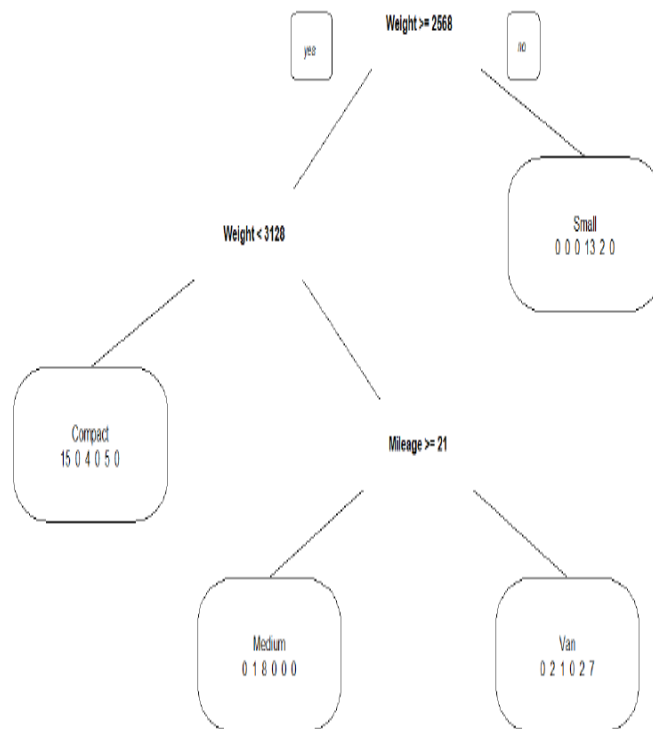 Weight >= 2568
yes
no
Small
0 0 0 13 2 0
Weight < 3128
Compact
15 0 4 0 5 0
Mileage >= 21
Medium
0 1 8 0 0 0
Van
0 2 1 0 2 7